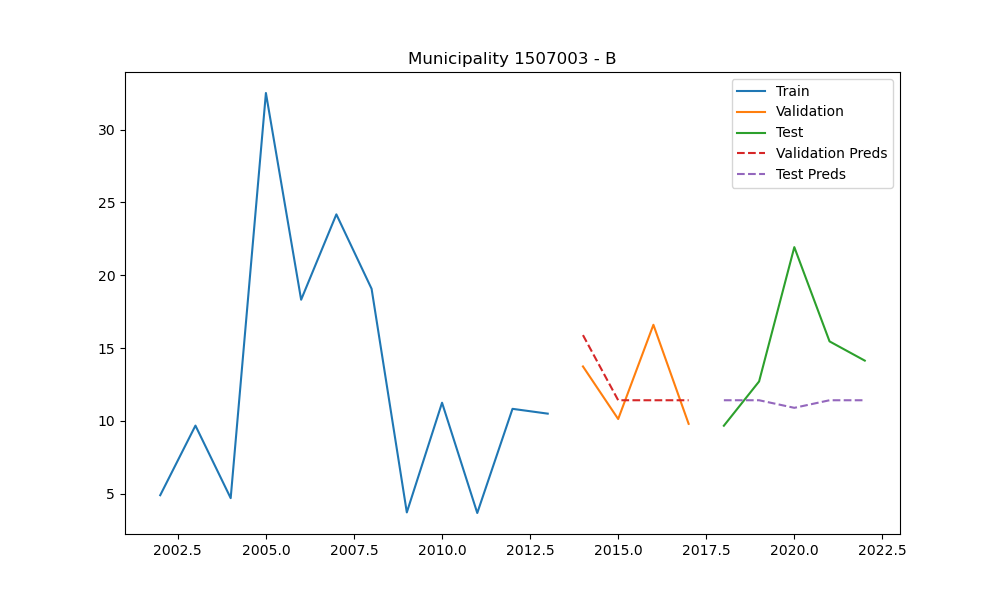 Municipality 1507003 - B
Train
Validation
Test
Validation Preds
Test Preds
30
25
20
15
10
5
2002.5 2005.0 2007.5 2010.0 2012.5 2015.0 2017.5 2020.0 2022.5